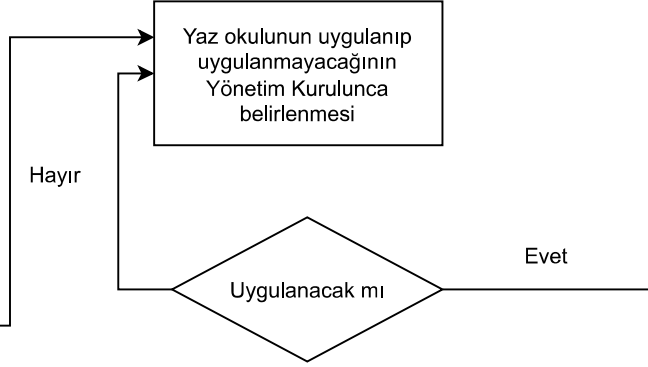 Yaz okulunun uygulanıp
uygulanmayacağının
Yönetim Kurulunca
belirlenmesi
Hayır
Evet
Uygulanacak mı